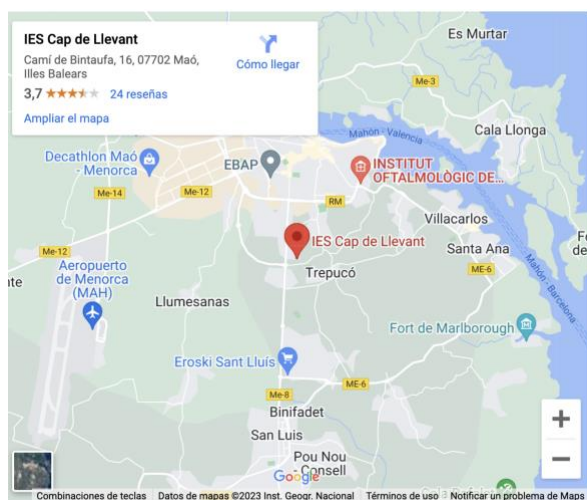 IES Cap de Llevant
Camí de Bintaufa, 16, 07702 Maó,
Illes Balears
3,7
24 reseñas
Ampliar el mapa
Cómo llegar
Es Murtar
Me-3
Cala Llonga
Mahón - Valencia
Decathlon Maó
- Menorca
EBAP
INSTITUT
OFTALMOLÒGIC DE...
Me-14
Me-12
RM
Villacarlos
IES Cap de Llevant
Santa Ana
Me-12
Trepucó
ME-6
Aeropuerto
de Menorca
(MAH)
Llumesanas
Mahón - Barcelona
Fort de Marlborough
Eroski Sant Lluís
Me-8
ME-6
Binifadet
San Luis
Pou Nou
- Consell
Google
+
−
Combinaciones de teclas
Datos de mapas ©2023 Inst. Geogr. Nacional
Términos de uso
Notificar un problema de Maps